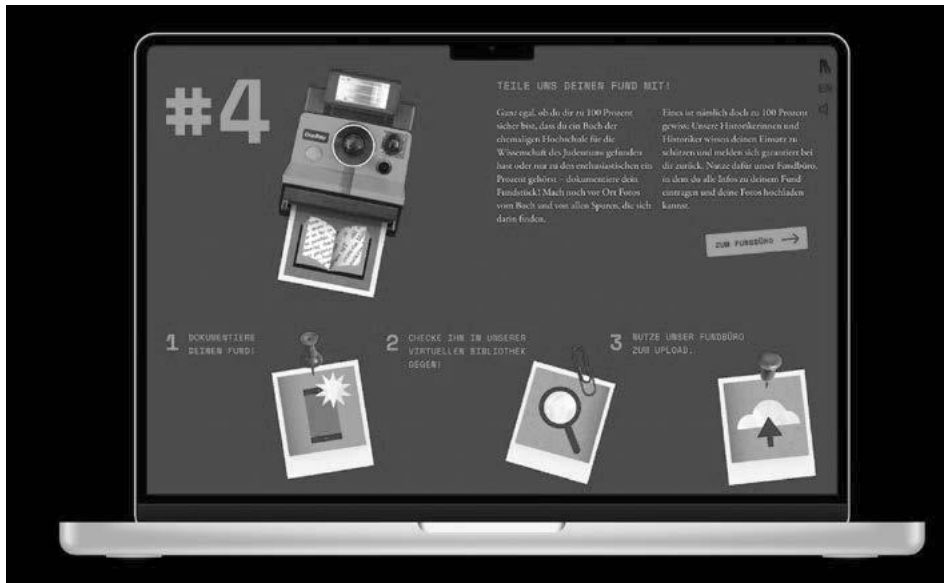 #4
TEILE UNS DEINEN FUND MIT!
Ganz egal, ob du dir zu 100 Prozent
sicher bist, dass du ein Buch der
ehemaligen Hochschule für die
Wissenschaft des Judentums gefunden
hast oder nur zu den enthusiastischen ein
Prozent gehörst – dokumentiere dein
Fundstück! Mach noch vor Ort Fotos
vom Buch und von allen Spuren, die sich
darin finden.
Eines ist nämlich doch zu 100 Prozent
gewiss: Unsere Historikerinnen und
Historiker wissen deinen Einsatz zu
schätzen und melden sich garantiert bei
dir zurück. Nutze dafür unser Fundbüro,
in dem du alle Infos zu deinem Fund
eintragen und deine Fotos hochladen
kannst.
EN
ZUM FUNDBÜRO
1 DOKUMENTIERE
DEINEN FUND!
2 CHECKE IHN IN UNSERER
VIRTUELLEN BIBLIOTHEK
GEGEN!
3 NUTZE UNSER FUNDBÜRO
ZUM UPLOAD.